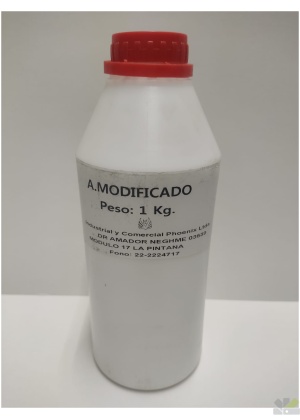 A.MODIFICADO
Peso: 1 Kg.
Industrial y Comercial Phoenix Ltda.
DR AMADOR NEGHME 03639
MODULO 17 LA PINTANA
Fono: 22-2224717